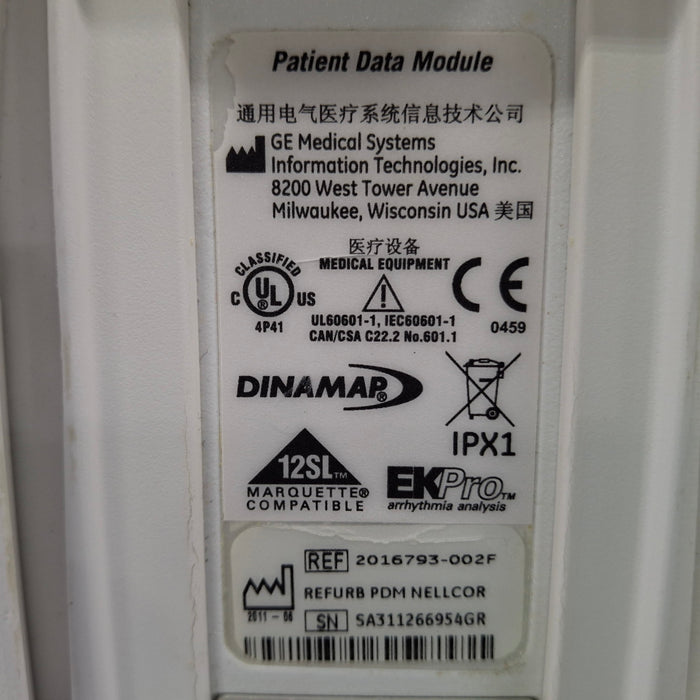 Patient Data Module
通用电气医疗系统信息技术公司
GE Medical Systems
Information Technologies, Inc.
8200 West Tower Avenue
Milwaukee, Wisconsin USA 美国
医疗设备
MEDICAL EQUIPMENT
CLASSIFIED
C UL® US
4P41
UL60601-1, IEC60601-1
CAN/CSA C22.2 No.601.1
CE
0459
DINAMAP®
IPX1
12SL™
MARQUETTE®
COMPATIBLE
EK Pro™
arrhythmia analysis
REF 2016793-002F
REFURB PDM NELLCOR
2011-06
SN SA311266954GR